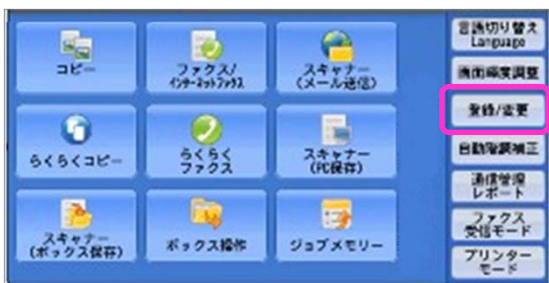 コピー
ファクス/
インターネットファクス
スキャナー
(メール送信)
らくらくコピー
らくらく
ファクス
スキャナー
(PC保存)
スキャナー
(ボックス保存)
ボックス操作
ジョブメモリー
言語切り替え
Language
画面輝度調整
登録/変更
自動階調補正
通信管理
レポート
ファクス
受信モード
プリンター
モード